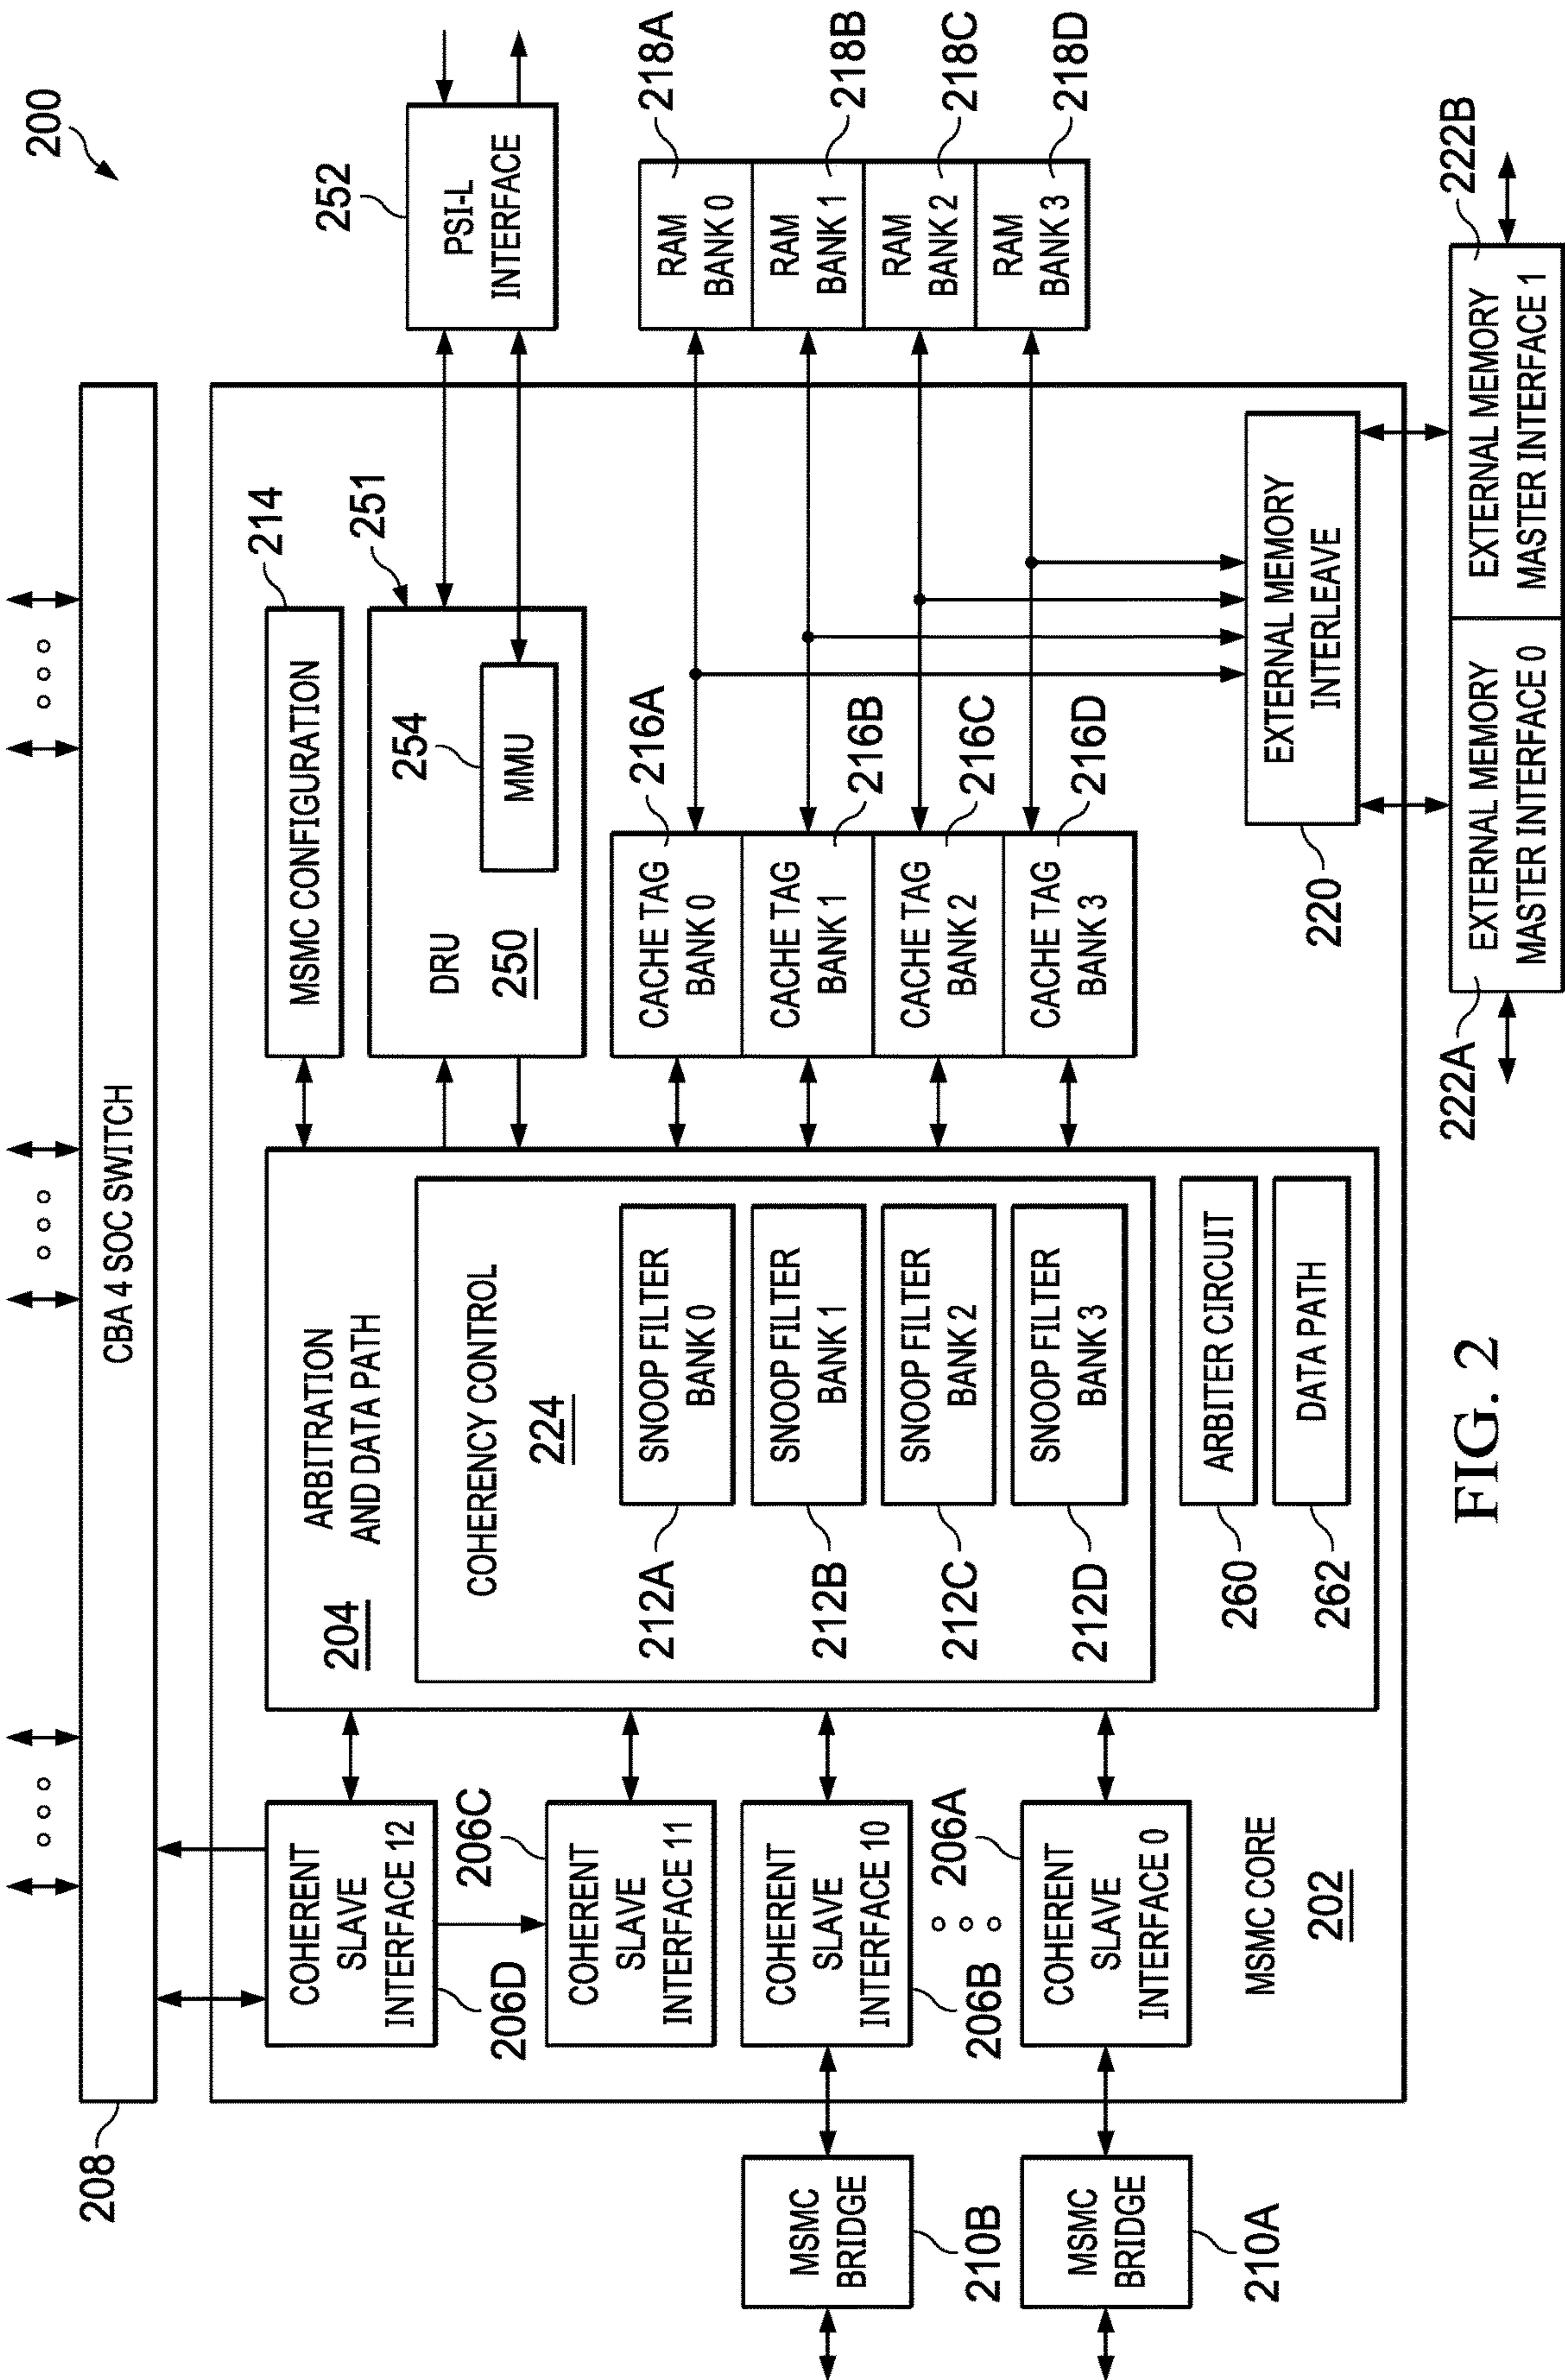 200
208
CBA 4 SOC SWITCH
COHERENT
SLAVE
INTERFACE 12
206D
206C
COHERENT
SLAVE
INTERFACE 11
COHERENT
SLAVE
INTERFACE 10
206B
206A
COHERENT
SLAVE
INTERFACE 0
MSMC
BRIDGE
210B
MSMC
BRIDGE
210A
MSMC CORE
202
ARBITRATION
AND DATA PATH
204
COHERENCY CONTROL
224
SNOOP FILTER
BANK 0
212A
SNOOP FILTER
BANK 1
212B
SNOOP FILTER
BANK 2
212C
SNOOP FILTER
BANK 3
212D
ARBITER CIRCUIT
260
DATA PATH
262
MSMC CONFIGURATION
214
251
DRU
250
254
MMU
252
PSI-L
INTERFACE
CACHE TAG
BANK 0
216A
CACHE TAG
BANK 1
216B
CACHE TAG
BANK 2
216C
CACHE TAG
BANK 3
216D
RAM
BANK 0
218A
RAM
BANK 1
218B
RAM
BANK 2
218C
RAM
BANK 3
218D
EXTERNAL MEMORY
INTERLEAVE
220
222A
EXTERNAL MEMORY
MASTER INTERFACE 0
EXTERNAL MEMORY
MASTER INTERFACE 1
222B
FIG. 2